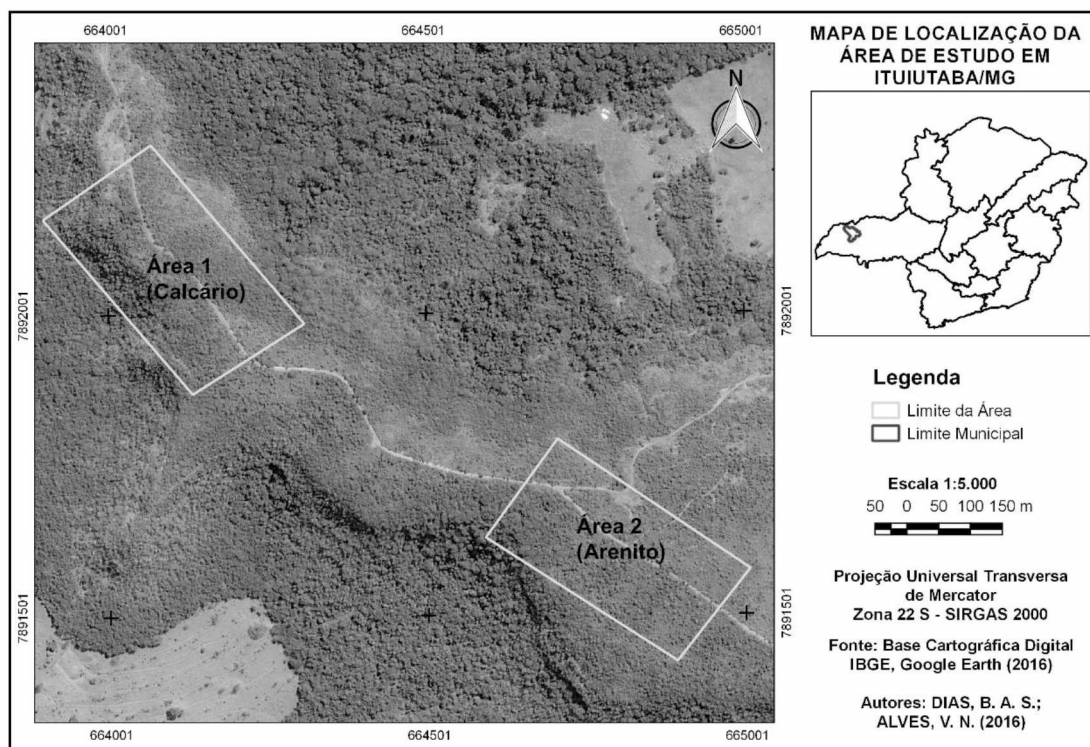 664001
664501
665001
MAPA DE LOCALIZAÇÃO DA
ÁREA DE ESTUDO EM
ITUIUTABA/MG
N
Área 1
(Calcário)
7892001
7892001
Legenda
Limite da Área
Limite Municipal
Escala 1:5.000
50 0 50 100 150 m
Área 2
(Arenito)
7891501
7891501
Projeção Universal Transversa
de Mercator
Zona 22 S - SIRGAS 2000
Fonte: Base Cartográfica Digital
IBGE, Google Earth (2016)
Autores: DIAS, B. A. S.;
ALVES, V. N. (2016)
664001
664501
665001